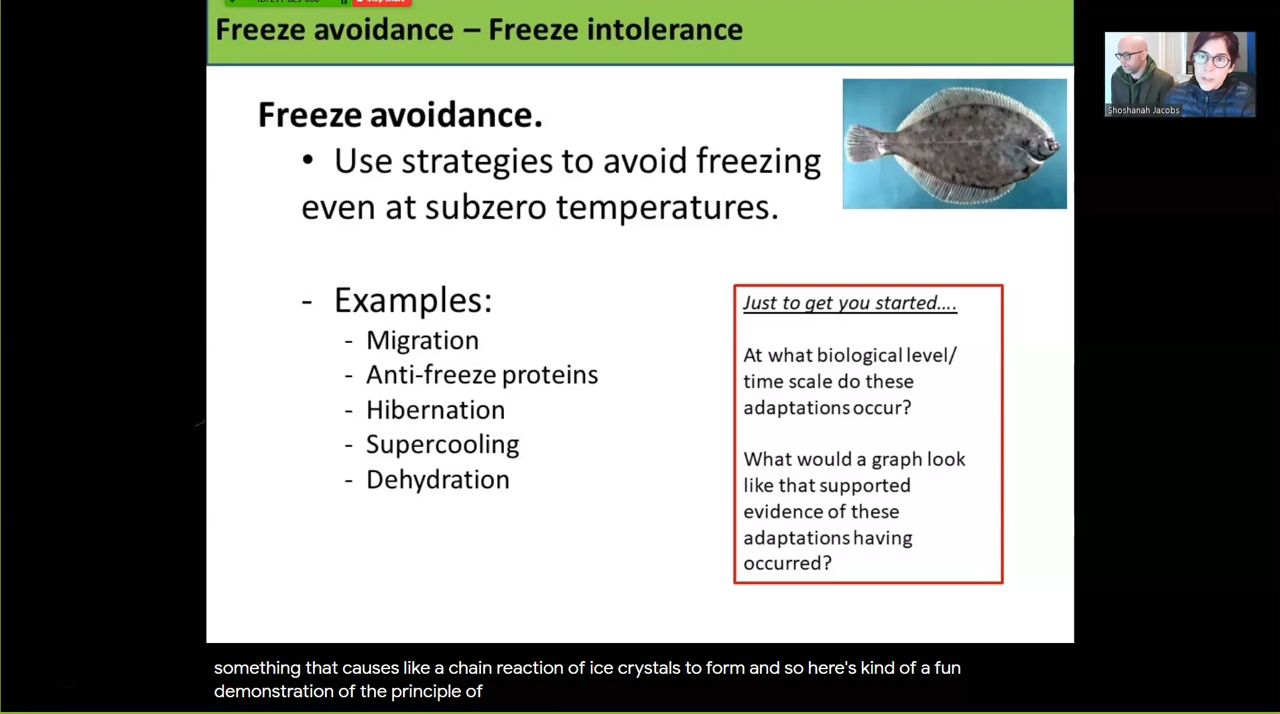 Freeze avoidance – Freeze intolerance
Freeze avoidance.
• Use strategies to avoid freezing
even at subzero temperatures.
- Examples:
- Migration
- Anti-freeze proteins
- Hibernation
- Supercooling
- Dehydration
Just to get you started....
At what biological level/
time scale do these
adaptations occur?
What would a graph look
like that supported
evidence of these
adaptations having
occurred?
Shoshanah Jacobs
something that causes like a chain reaction of ice crystals to form and so here's kind of a fun
demonstration of the principle of